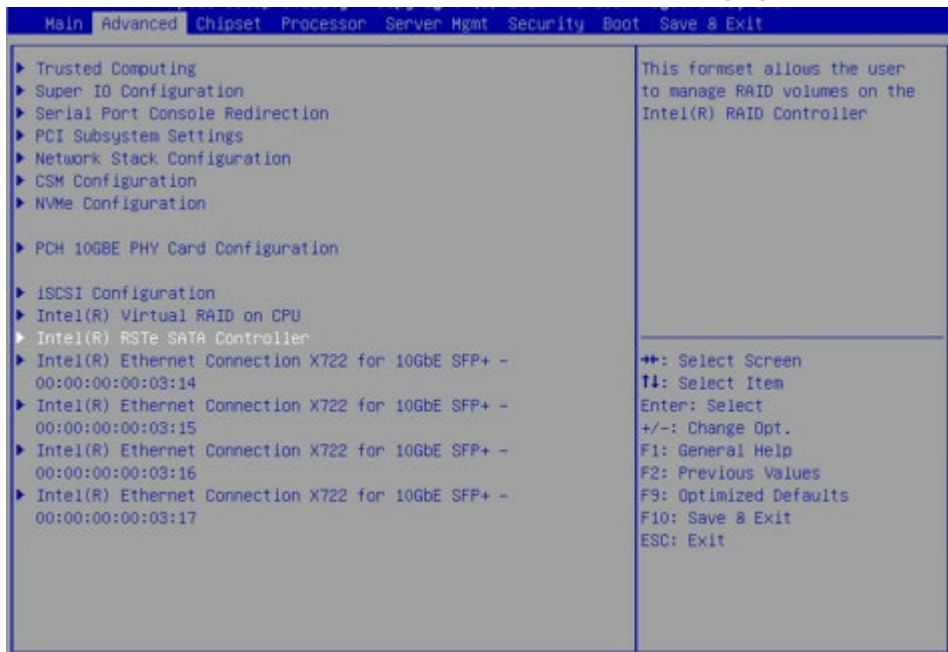 Main Advanced Chipset Processor Server Mgmt Security Boot Save & Exit
Trusted Computing
Super IO Configuration
Serial Port Console Redirection
PCI Subsystem Settings
Network Stack Configuration
CSM Configuration
NVMe Configuration
PCH 10GBE PHY Card Configuration
iSCSI Configuration
Intel(R) Virtual RAID on CPU
Intel(R) RSTe SATA Controller
Intel(R) Ethernet Connection X722 for 10GbE SFP+ -
00:00:00:00:03:14
Intel(R) Ethernet Connection X722 for 10GbE SFP+ -
00:00:00:00:03:15
Intel(R) Ethernet Connection X722 for 10GbE SFP+ -
00:00:00:00:03:16
Intel(R) Ethernet Connection X722 for 10GbE SFP+ -
00:00:00:00:03:17
This formset allows the user
to manage RAID volumes on the
Intel(R) RAID Controller
→←: Select Screen
↑↓: Select Item
Enter: Select
+/-: Change Opt.
F1: General Help
F2: Previous Values
F9: Optimized Defaults
F10: Save & Exit
ESC: Exit